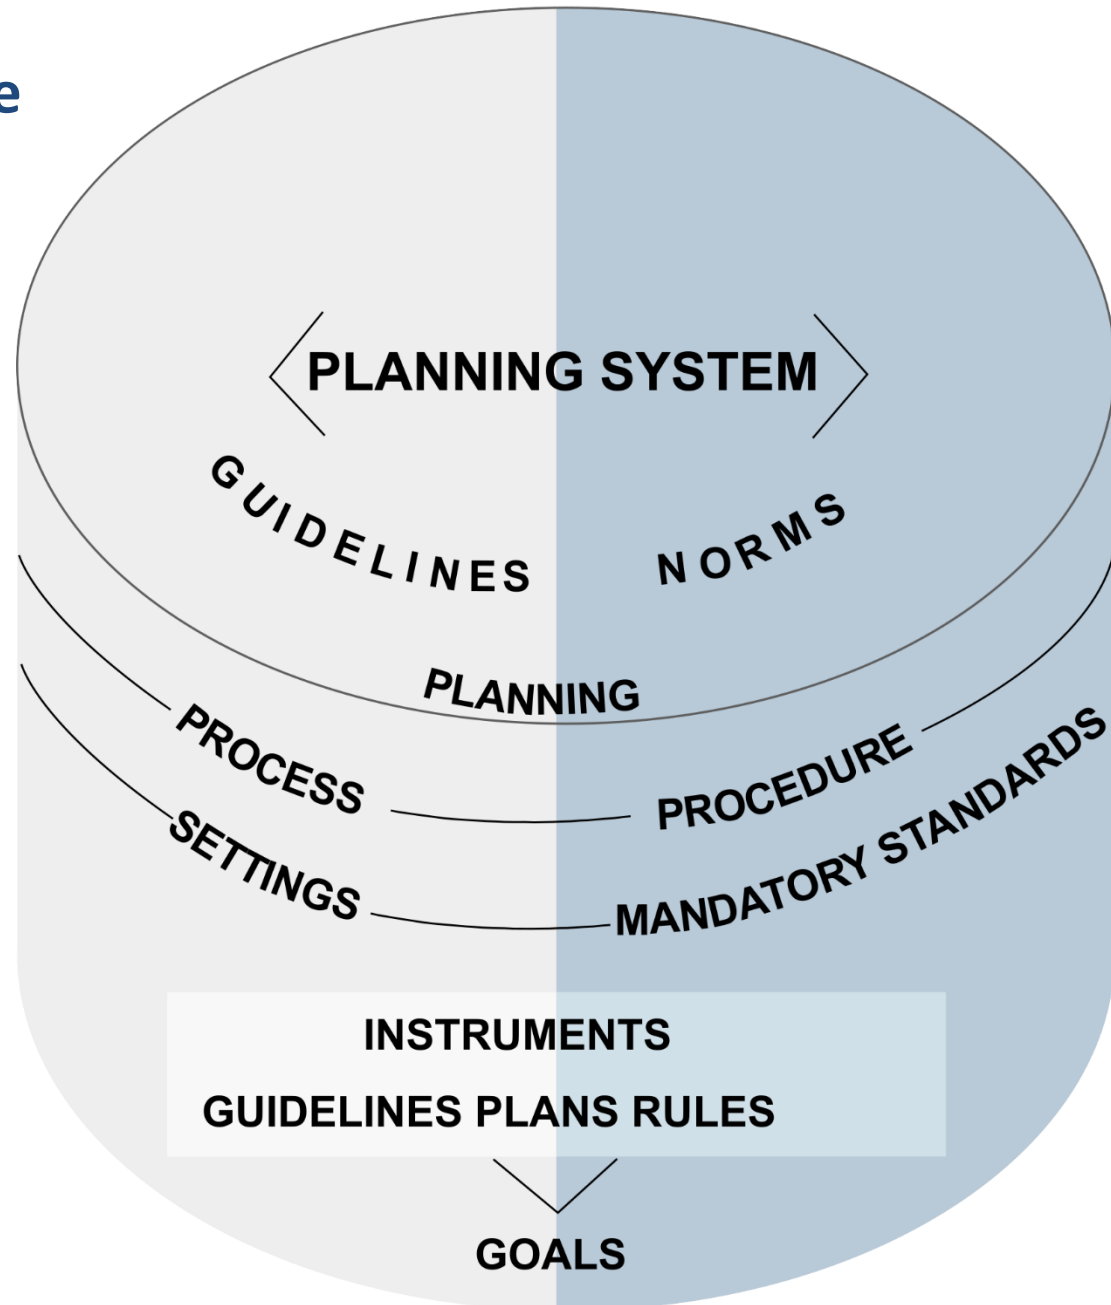 e
PLANNING SYSTEM
GUIDELINES NORMS
PLANNING
PROCESS PROCEDURE
SETTINGS MANDATORY STANDARDS
INSTRUMENTS
GUIDELINES PLANS RULES
GOALS